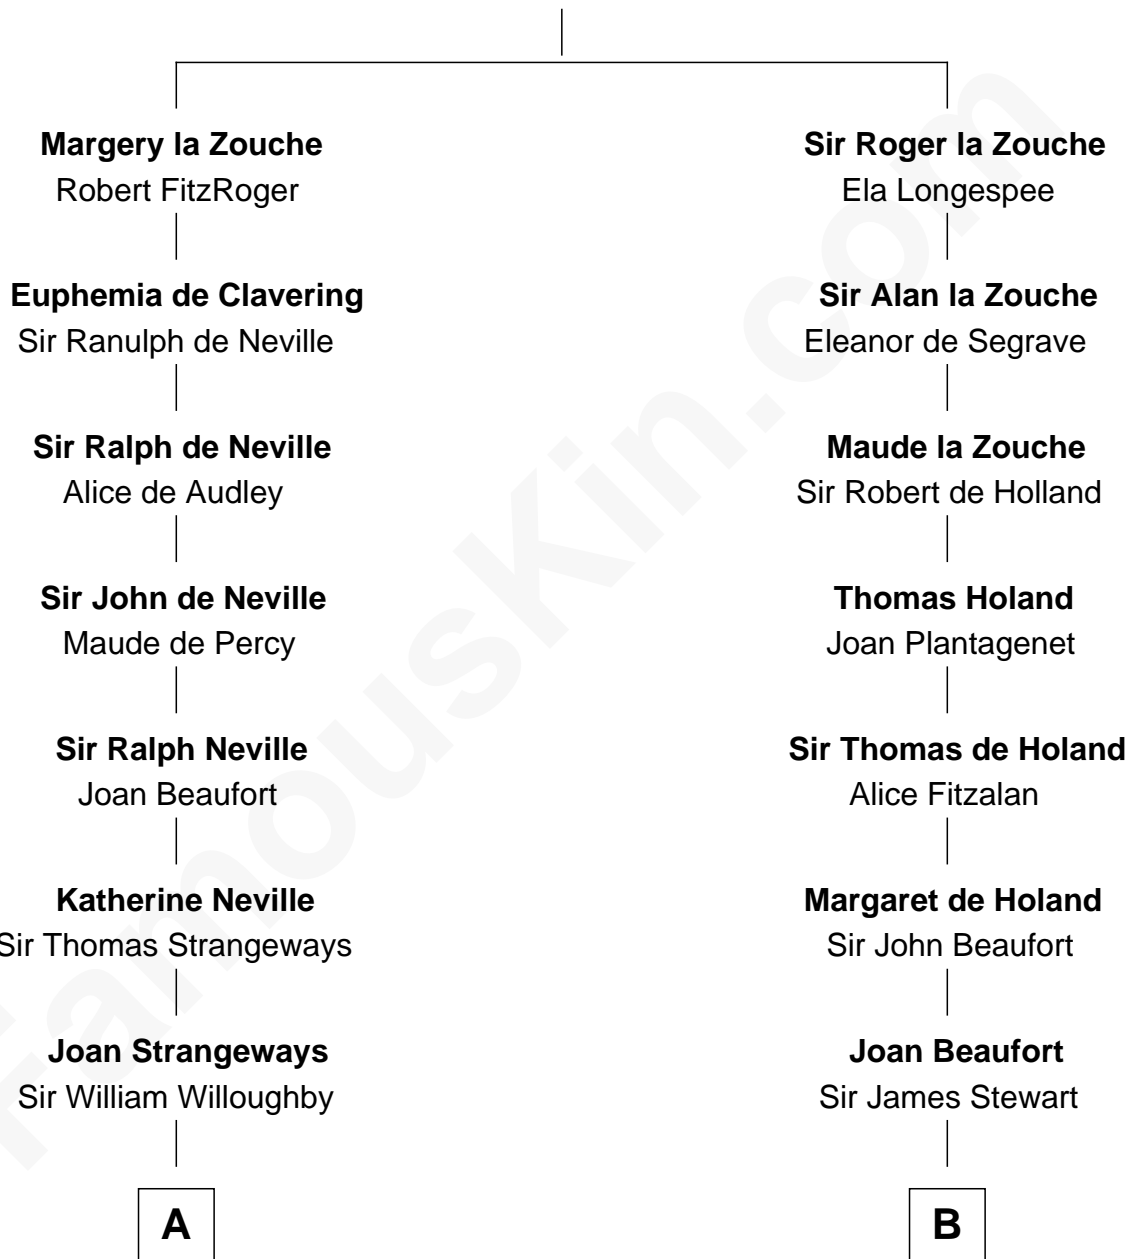 Margery la Zouche
Robert FitzRoger
Sir Roger la Zouche
Ela Longespee
Euphemia de Clavering
Sir Ranulph de Neville
Sir Alan la Zouche
Eleanor de Segrave
Sir Ralph de Neville
Alice de Audley
Maude la Zouche
Sir Robert de Holland
Sir John de Neville
Maude de Percy
Thomas Holand
Joan Plantagenet
Sir Ralph Neville
Joan Beaufort
Sir Thomas de Holand
Alice Fitzalan
Katherine Neville
Sir Thomas Strangeways
Margaret de Holand
Sir John Beaufort
Joan Strangeways
Sir William Willoughby
Joan Beaufort
Sir James Stewart
A
B
FamousKin.com